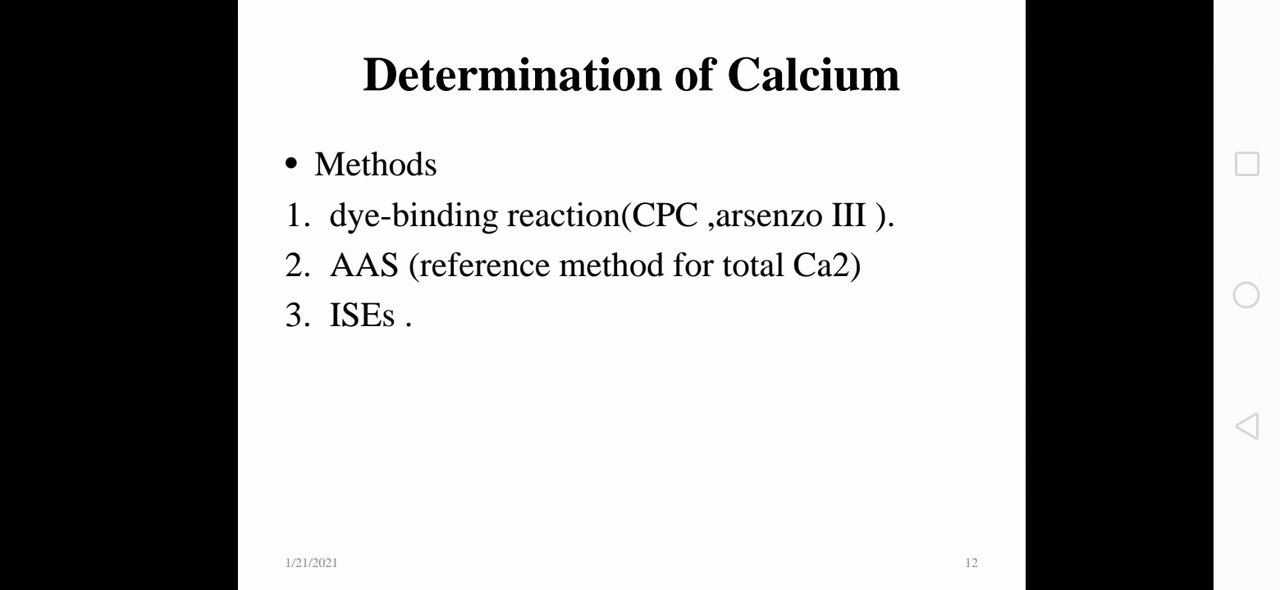 Determination of Calcium
• Methods
1. dye-binding reaction(CPC ,arsenzo III ).
2. AAS (reference method for total Ca2)
3. ISEs .
1/21/2021
12